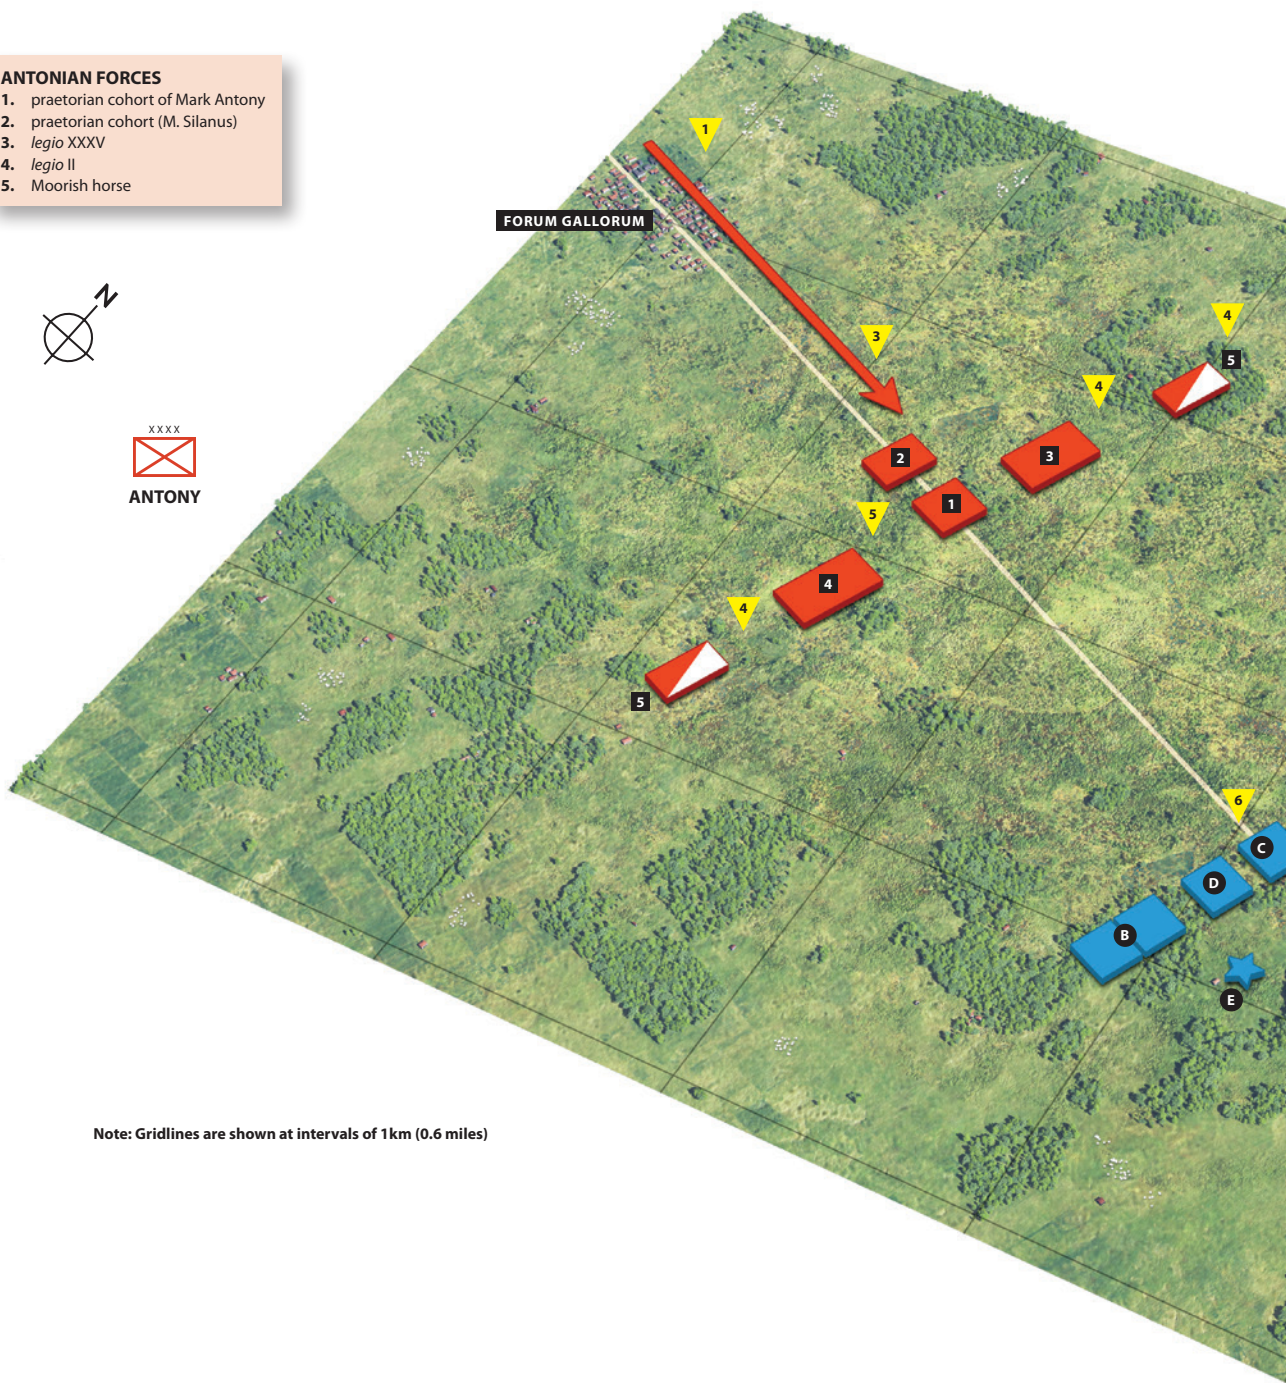 ANTONIAN FORCES
1. praetorian cohort of Mark Antony
2. praetorian cohort (M. Silanus)
3. legio XXXV
4. legio II
5. Moorish horse
1
FORUM GALLORUM
N
3
4
5
4
xxxx
ANTONY
2
3
1
5
4
4
5
6
C
D
B
E
Note: Gridlines are shown at intervals of 1km (0.6 miles)